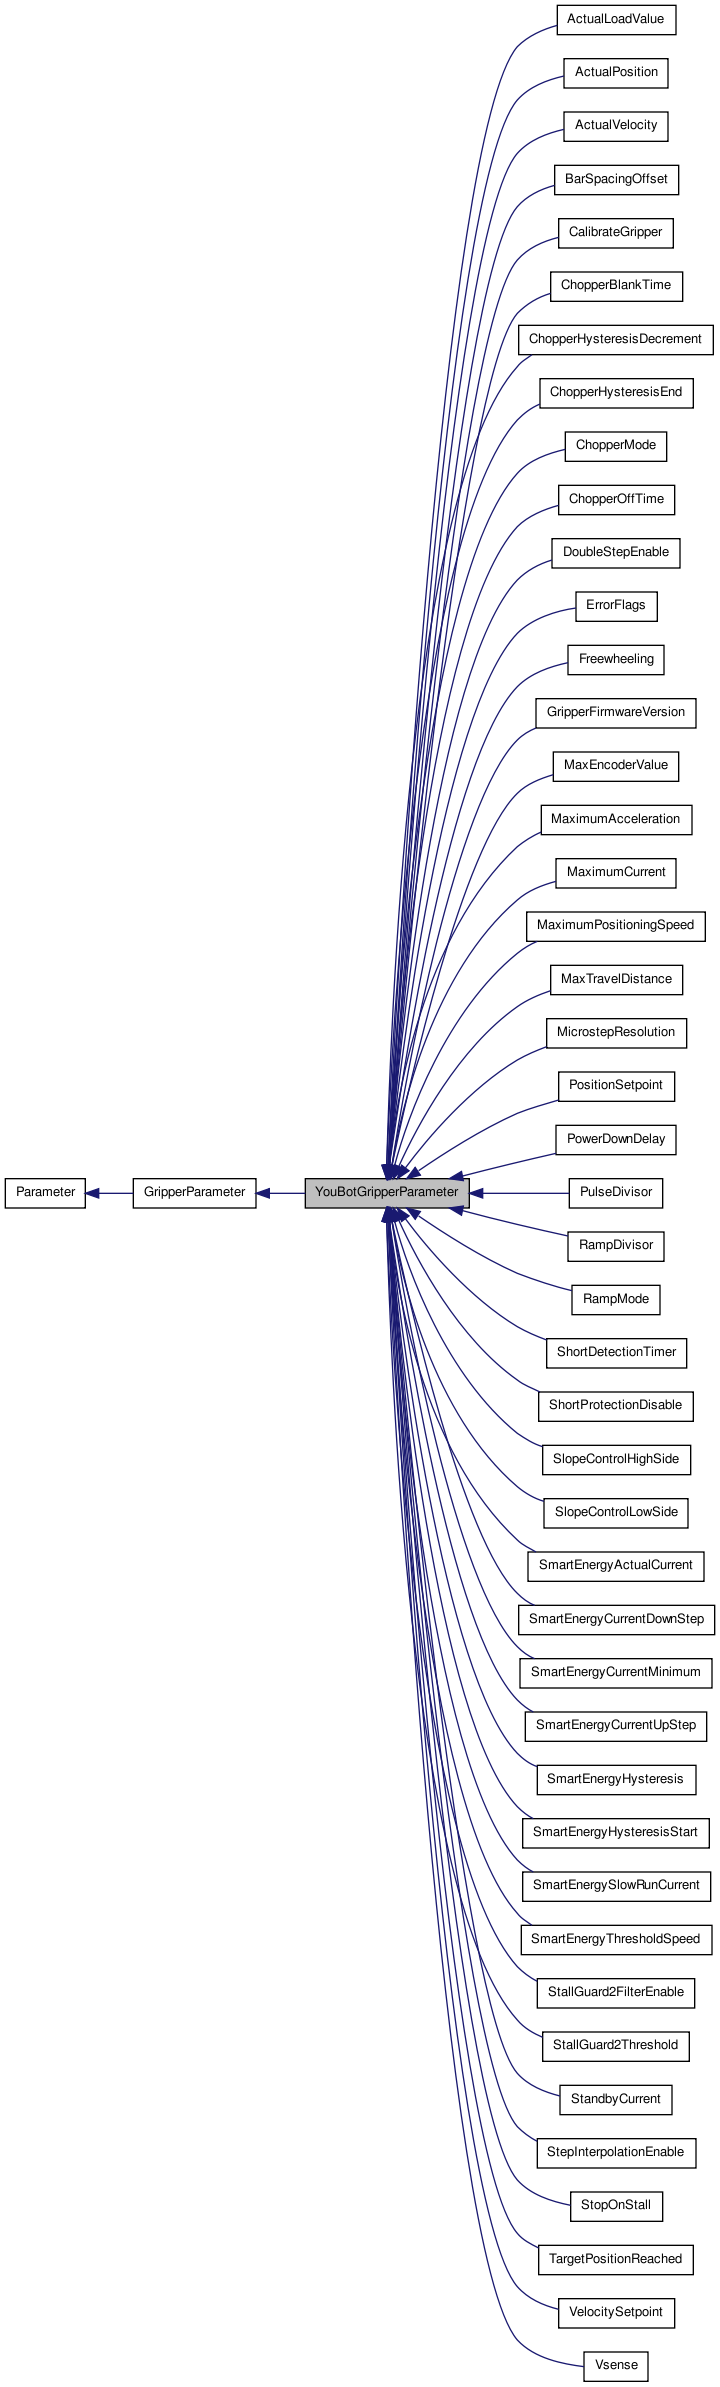 ActualLoadValue
ActualPosition
ActualVelocity
BarSpacingOffset
CalibrateGripper
ChopperBlankTime
ChopperHysteresisDecrement
ChopperHysteresisEnd
ChopperMode
ChopperOffTime
DoubleStepEnable
ErrorFlags
Freewheeling
GripperFirmwareVersion
MaxEncoderValue
MaximumAcceleration
MaximumCurrent
MaximumPositioningSpeed
MaxTravelDistance
MicrostepResolution
PositionSetpoint
PowerDownDelay
Parameter
GripperParameter
YouBotGripperParameter
PulseDivisor
RampDivisor
RampMode
ShortDetectionTimer
ShortProtectionDisable
SlopeControlHighSide
SlopeControlLowSide
SmartEnergyActualCurrent
SmartEnergyCurrentDownStep
SmartEnergyCurrentMinimum
SmartEnergyCurrentUpStep
SmartEnergyHysteresis
SmartEnergyHysteresisStart
SmartEnergySlowRunCurrent
SmartEnergyThresholdSpeed
StallGuard2FilterEnable
StallGuard2Threshold
StandbyCurrent
StepInterpolationEnable
StopOnStall
TargetPositionReached
VelocitySetpoint
Vsense